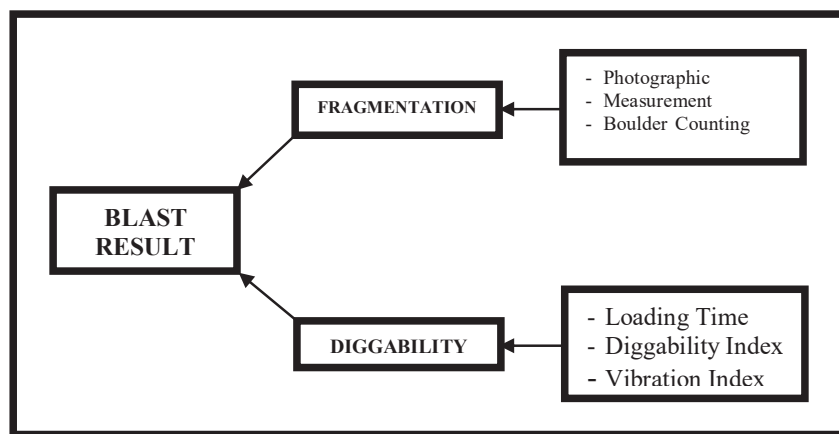 FRAGMENTATION
- Photographic
- Measurement
- Boulder Counting
BLAST
RESULT
DIGGABILITY
- Loading Time
- Diggability Index
- Vibration Index